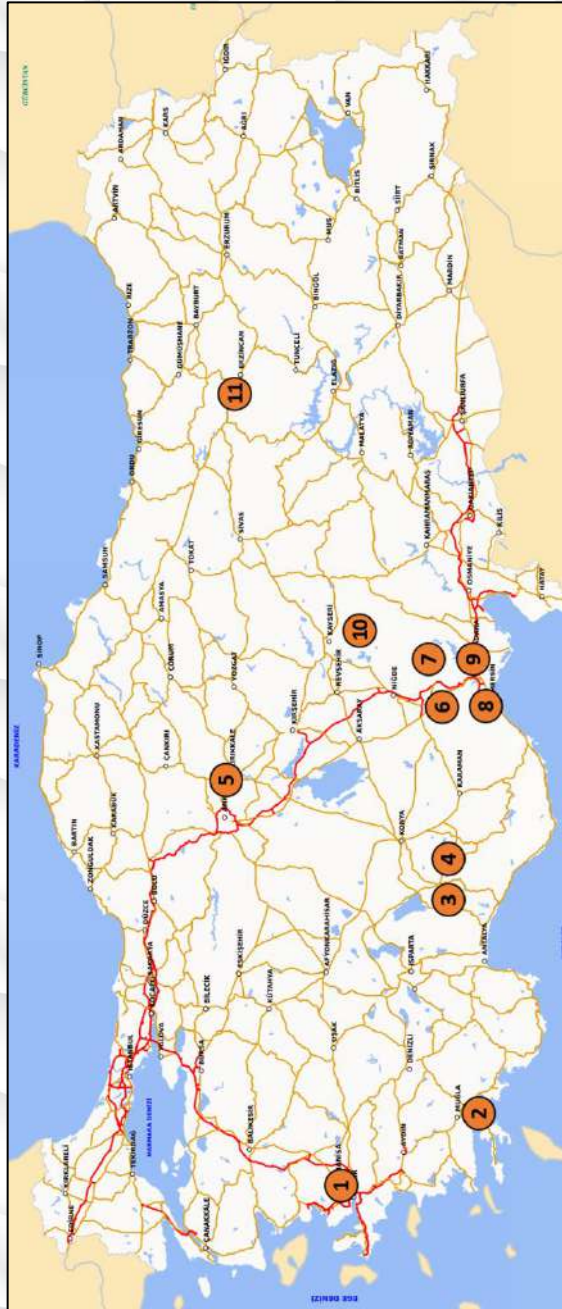 KARADENİZ
GÜRCİSTAN
MARMARA DENİZİ
EGE DENİZİ
EDİRNE
KIRKLARELİ
TEKİRDAĞ
İSTANBUL
ÇANAKKALE
BALIKESİR
BURSA
YALOVA
KOCAELİ
SAKARYA
DÜZCE
BOLU
ZONGULDAK
BARTIN
KARABÜK
KASTAMONU
SİNOP
ÇANKIRI
ÇORUM
SAMSUN
AMASYA
TOKAT
ORDU
GİRESUN
TRABZON
GÜMÜŞHANE
BAYBURT
RİZE
ARTVİN
ARDAHAN
KARS
IĞDIR
AĞRI
ERZURUM
ERZİNCAN
11
SİVAS
YOZGAT
5
BİLECİK
ESKİŞEHİR
KÜTAHYA
AFYONKARAHİSAR
UŞAK
MANİSA
1
AYDIN
DENİZLİ
MUĞLA
2
ISPARTA
ANTALYA
3
4
KONYA
KARAMAN
AKSARAY
KIRŞEHİR
NEVŞEHİR
NİĞDE
KAYSERİ
10
6
7
8
9
MERSİN
OSMANİYE
HATAY
KİLİS
GAZİANTEP
KAHRAMANMARAŞ
ADIYAMAN
MALATYA
ELAZIĞ
TUNCELİ
BİNGÖL
MUŞ
BİTLİS
VAN
HAKKARİ
ŞIRNAK
SİİRT
BATMAN
DİYARBAKIR
MARDİN
ŞANLIURFA